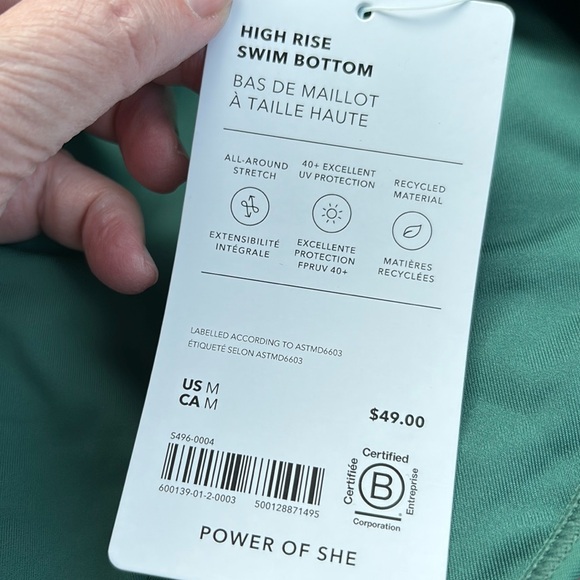 HIGH RISE
SWIM BOTTOM
BAS DE MAILLOT
À TAILLE HAUTE
ALL-AROUND
STRETCH
EXTENSIBILITÉ
INTÉGRALE
40+ EXCELLENT
UV PROTECTION
EXCELLENTE
PROTECTION
FPRUV 40+
RECYCLED
MATERIAL
MATIÈRES
RECYCLÉES
LABELLED ACCORDING TO ASTMD6603
ÉTIQUETÉ SELON ASTMD6603
US M
CA M
$49.00
S496-0004
600139-01-2-0003 500128871495
Certified
Certifiée
B
Entreprise
Corporation
POWER OF SHE